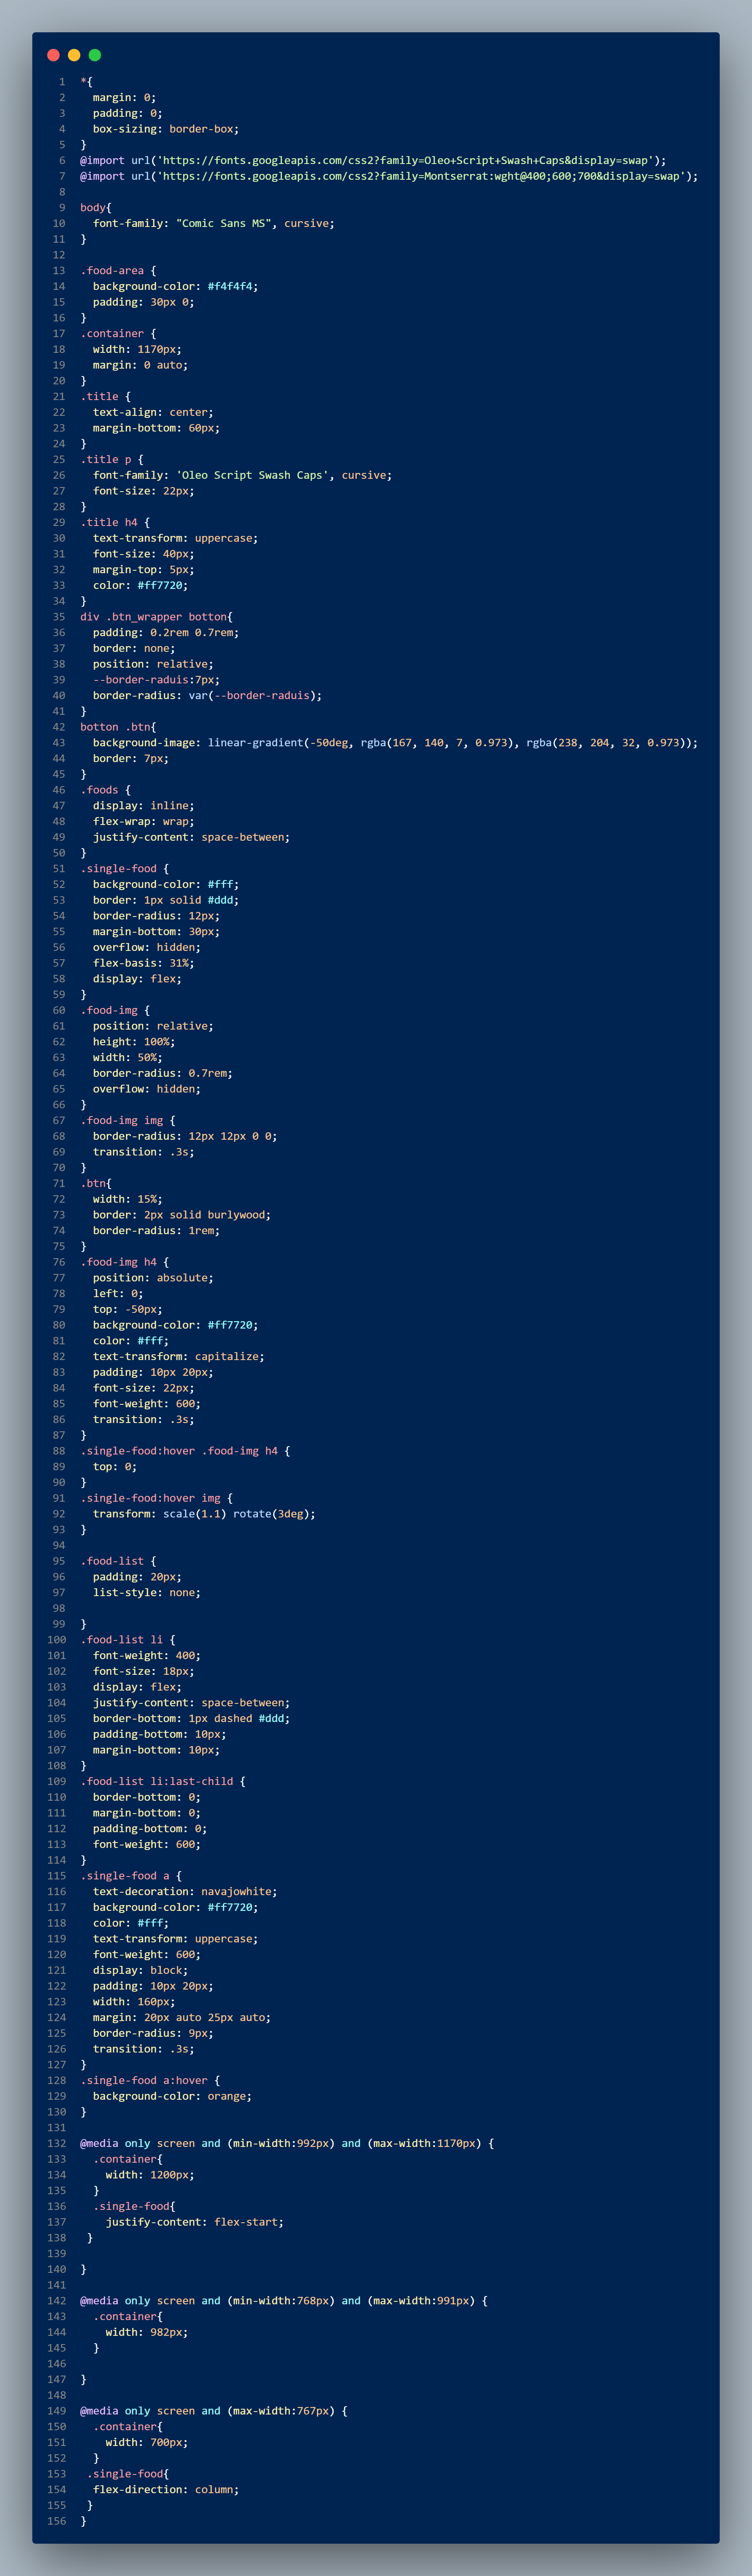 1 *{
2 margin: 0;
3 padding: 0;
4 box-sizing: border-box;
5 }
6 @import url('https://fonts.googleapis.com/css2?family=Oleo+Script+Swash+Caps&display=swap');
7 @import url('https://fonts.googleapis.com/css2?family=Montserrat:wght@400;600;700&display=swap');
8
9 body{
10 font-family: "Comic Sans MS", cursive;
11 }
12
13 .food-area {
14 background-color: #f4f4f4;
15 padding: 30px 0;
16 }
17 .container {
18 width: 1170px;
19 margin: 0 auto;
20 }
21 .title {
22 text-align: center;
23 margin-bottom: 60px;
24 }
25 .title p {
26 font-family: 'Oleo Script Swash Caps', cursive;
27 font-size: 22px;
28 }
29 .title h4 {
30 text-transform: uppercase;
31 font-size: 40px;
32 margin-top: 5px;
33 color: #ff7720;
34 }
35 div .btn_wrapper botton{
36 padding: 0.2rem 0.7rem;
37 border: none;
38 position: relative;
39 --border-raduis:7px;
40 border-radius: var(--border-raduis);
41 }
42 botton .btn{
43 background-image: linear-gradient(-50deg, rgba(167, 140, 7, 0.973), rgba(238, 204, 32, 0.973));
44 border: 7px;
45 }
46 .foods {
47 display: inline;
48 flex-wrap: wrap;
49 justify-content: space-between;
50 }
51 .single-food {
52 background-color: #fff;
53 border: 1px solid #ddd;
54 border-radius: 12px;
55 margin-bottom: 30px;
56 overflow: hidden;
57 flex-basis: 31%;
58 display: flex;
59 }
60 .food-img {
61 position: relative;
62 height: 100%;
63 width: 50%;
64 border-radius: 0.7rem;
65 overflow: hidden;
66 }
67 .food-img img {
68 border-radius: 12px 12px 0 0;
69 transition: .3s;
70 }
71 .btn{
72 width: 15%;
73 border: 2px solid burlywood;
74 border-radius: 1rem;
75 }
76 .food-img h4 {
77 position: absolute;
78 left: 0;
79 top: -50px;
80 background-color: #ff7720;
81 color: #fff;
82 text-transform: capitalize;
83 padding: 10px 20px;
84 font-size: 22px;
85 font-weight: 600;
86 transition: .3s;
87 }
88 .single-food:hover .food-img h4 {
89 top: 0;
90 }
91 .single-food:hover img {
92 transform: scale(1.1) rotate(3deg);
93 }
94
95 .food-list {
96 padding: 20px;
97 list-style: none;
98
99 }
100 .food-list li {
101 font-weight: 400;
102 font-size: 18px;
103 display: flex;
104 justify-content: space-between;
105 border-bottom: 1px dashed #ddd;
106 padding-bottom: 10px;
107 margin-bottom: 10px;
108 }
109 .food-list li:last-child {
110 border-bottom: 0;
111 margin-bottom: 0;
112 padding-bottom: 0;
113 font-weight: 600;
114 }
115 .single-food a {
116 text-decoration: navajowhite;
117 background-color: #ff7720;
118 color: #fff;
119 text-transform: uppercase;
120 font-weight: 600;
121 display: block;
122 padding: 10px 20px;
123 width: 160px;
124 margin: 20px auto 25px auto;
125 border-radius: 9px;
126 transition: .3s;
127 }
128 .single-food a:hover {
129 background-color: orange;
130 }
131
132 @media only screen and (min-width:992px) and (max-width:1170px) {
133 .container{
134 width: 1200px;
135 }
136 .single-food{
137 justify-content: flex-start;
138 }
139
140 }
141
142 @media only screen and (min-width:768px) and (max-width:991px) {
143 .container{
144 width: 982px;
145 }
146
147 }
148
149 @media only screen and (max-width:767px) {
150 .container{
151 width: 700px;
152 }
153 .single-food{
154 flex-direction: column;
155 }
156 }